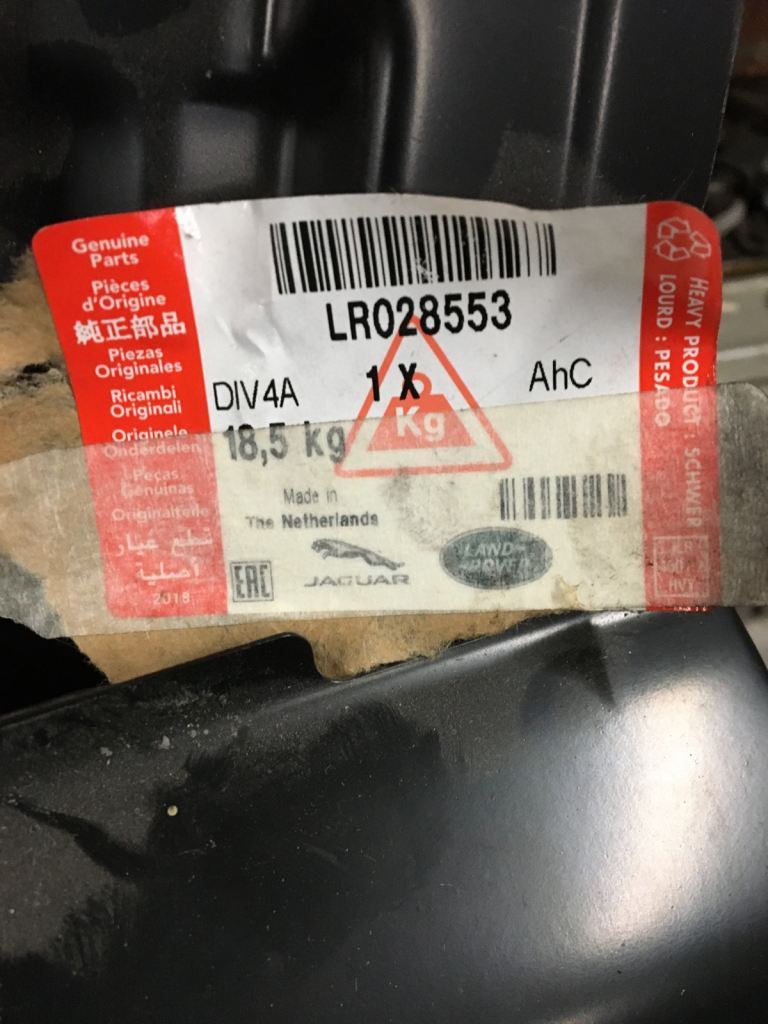 Genuine
Parts
Pièces
d'Origine
純正部品
Piezas
Originales
Ricambi
Originali
Originele
Onderdelen
Peças
Genuínas
Originalteile
قطع غيار
أصلية
2018
LR028553
DIV4A
1 X
AhC
Kg
18,5 kg
Made in
The Netherlands
EAC
JAGUAR
LAND-
ROVER
HEAVY PRODUCT : SCHWER
LOURD : PESADO
HVY